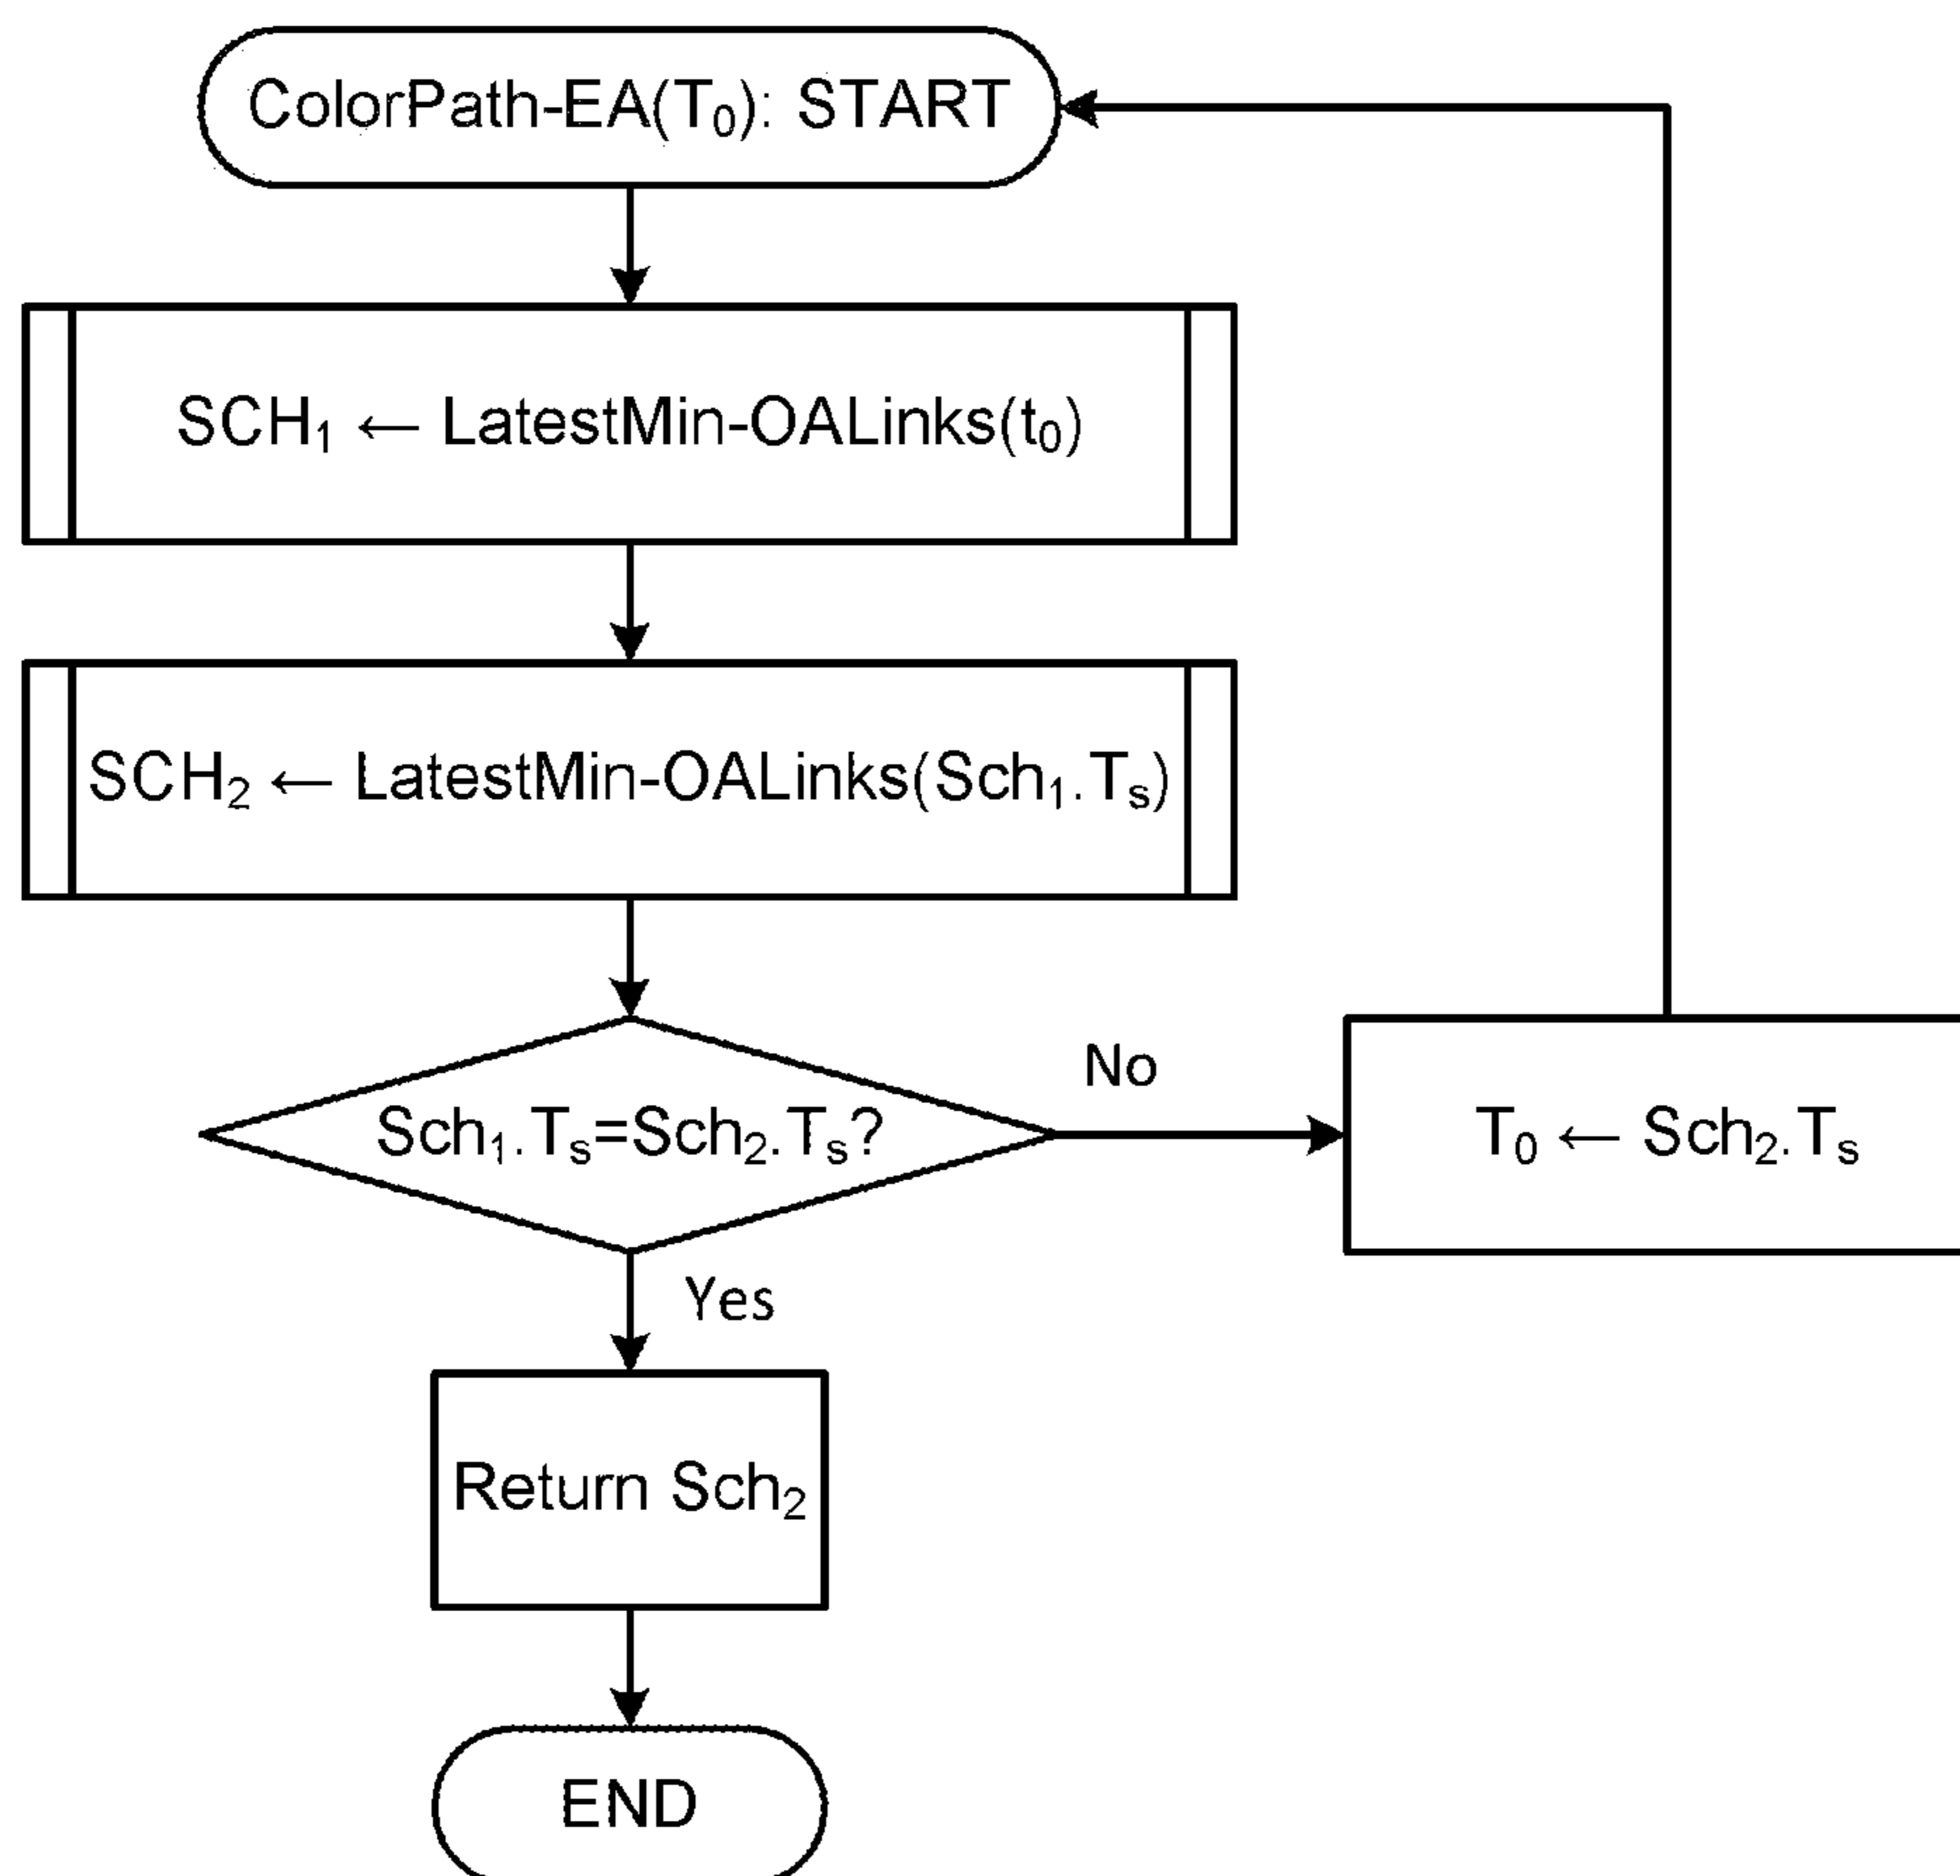 ColorPath-EA(T₀): START
SCH₁ ← LatestMin-OALinks(t₀)
SCH₂ ← LatestMin-OALinks(Sch₁.Tₛ)
Sch₁.Tₛ=Sch₂.Tₛ?
No
T₀ ← Sch₂.Tₛ
Yes
Return Sch₂
END